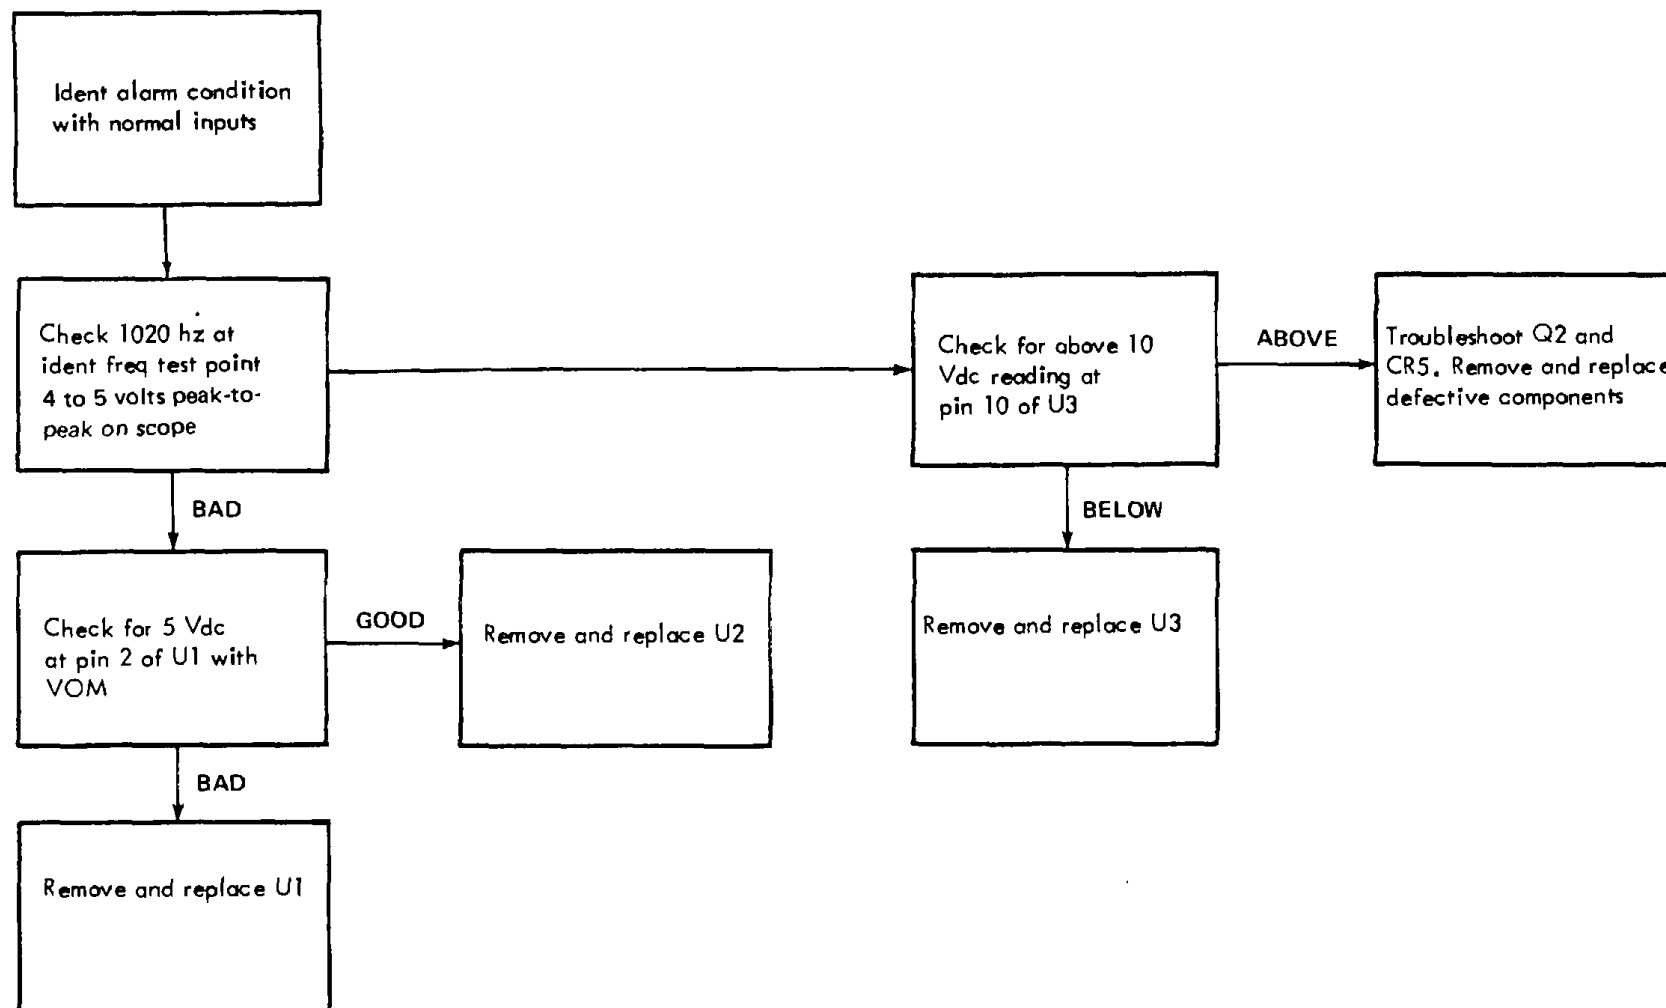 Ident alarm condition
with normal inputs
Check 1020 hz at
ident freq test point
4 to 5 volts peak-to-
peak on scope
Check for above 10
Vdc reading at
pin 10 of U3
ABOVE
Troubleshoot Q2 and
CR5. Remove and replace
defective components
BAD
BELOW
Check for 5 Vdc
at pin 2 of U1 with
VOM
GOOD
Remove and replace U2
Remove and replace U3
BAD
Remove and replace U1